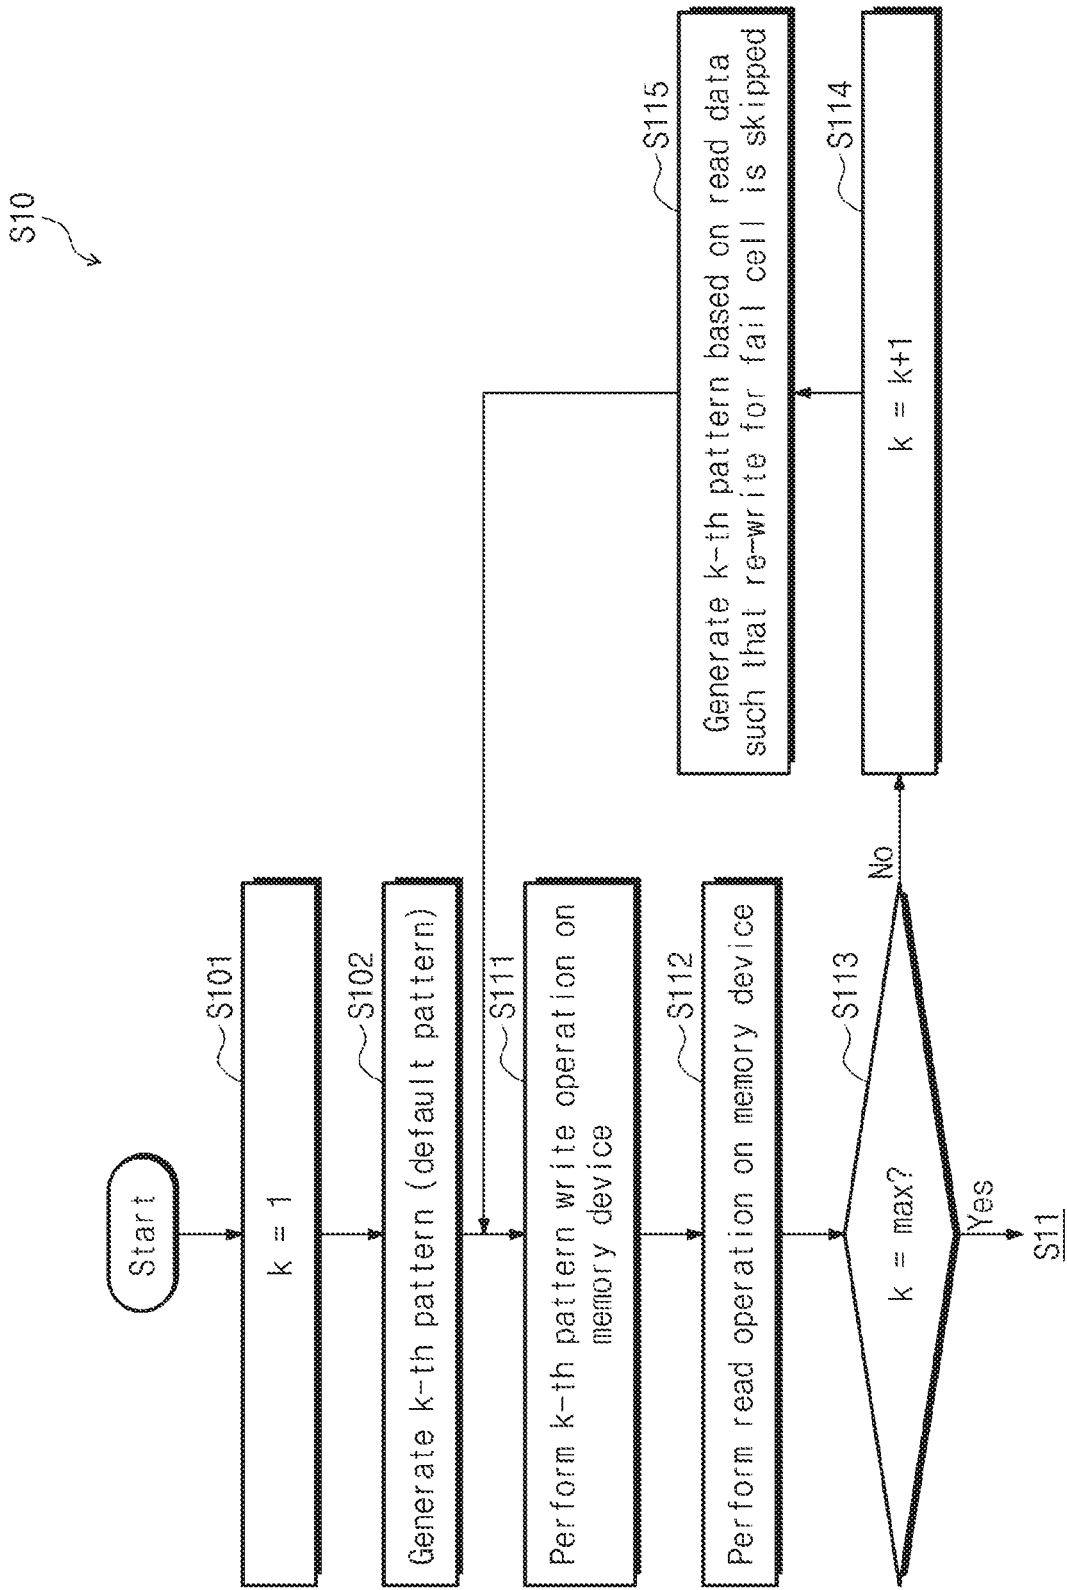 S10
Start
S101
k = 1
S102
Generate k-th pattern (default pattern)
S111
Perform k-th pattern write operation on
memory device
S112
Perform read operation on memory device
S113
k = max?
No
Yes
S11
S115
Generate k-th pattern based on read data
such that re-write for fail cell is skipped
S114
k = k+1